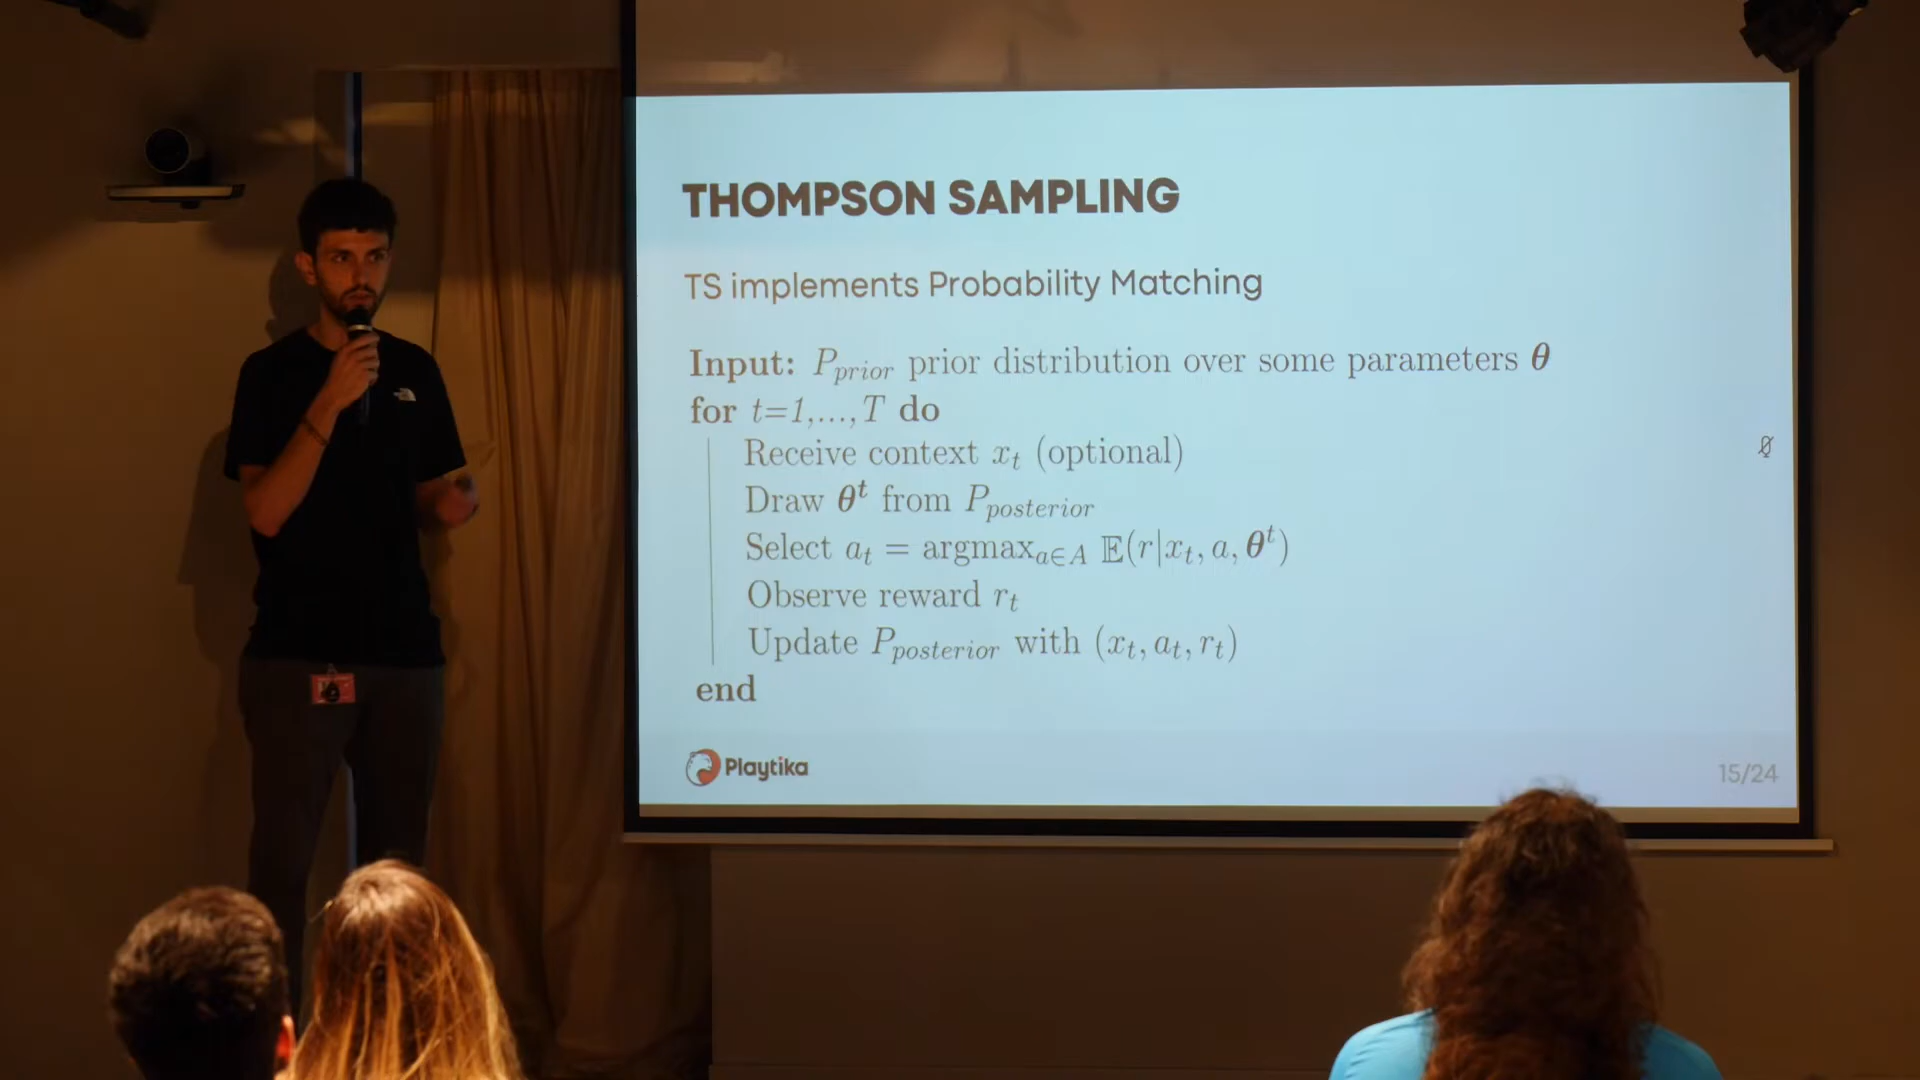 THOMPSON SAMPLING
TS implements Probability Matching
Input: P_prior prior distribution over some parameters θ
for t=1,...,T do
Receive context x_t (optional)
Draw θ^t from P_posterior
Select a_t = argmax_{a∈A} 𝔼(r|x_t, a, θ^t)
Observe reward r_t
Update P_posterior with (x_t, a_t, r_t)
end
Playtika
15/24